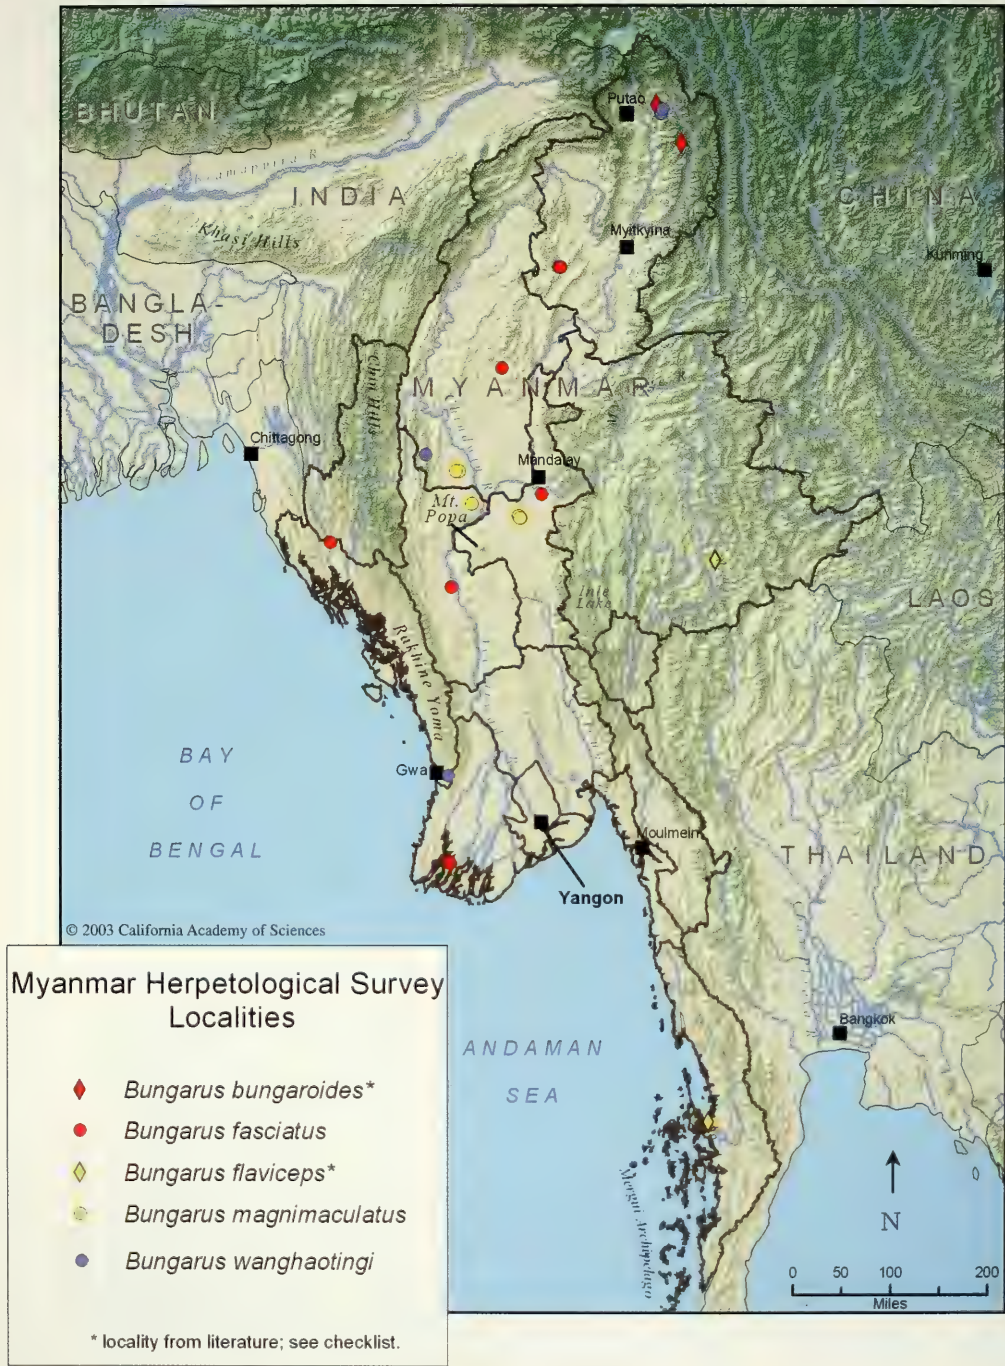 BHUTAN
Putao
INDIA
CHINA
Khasi Hills
Myitkyina
Kunming
BANGLA-
DESH
Chin Hills
MYANMAR
Chittagong
Mandalay
Mt.
Popa
Inle
Lake
LAOS
Rakhine Yoma
BAY
OF
BENGAL
Gwa
Moulmein
THAILAND
Yangon
© 2003 California Academy of Sciences
Bangkok
ANDAMAN
SEA
Mergui Archipelago
N
0 50 100 200
Miles
Myanmar Herpetological Survey
Localities
Bungarus bungaroides*
Bungarus fasciatus
Bungarus flaviceps*
Bungarus magnimaculatus
Bungarus wanghaotingi
* locality from literature; see checklist.